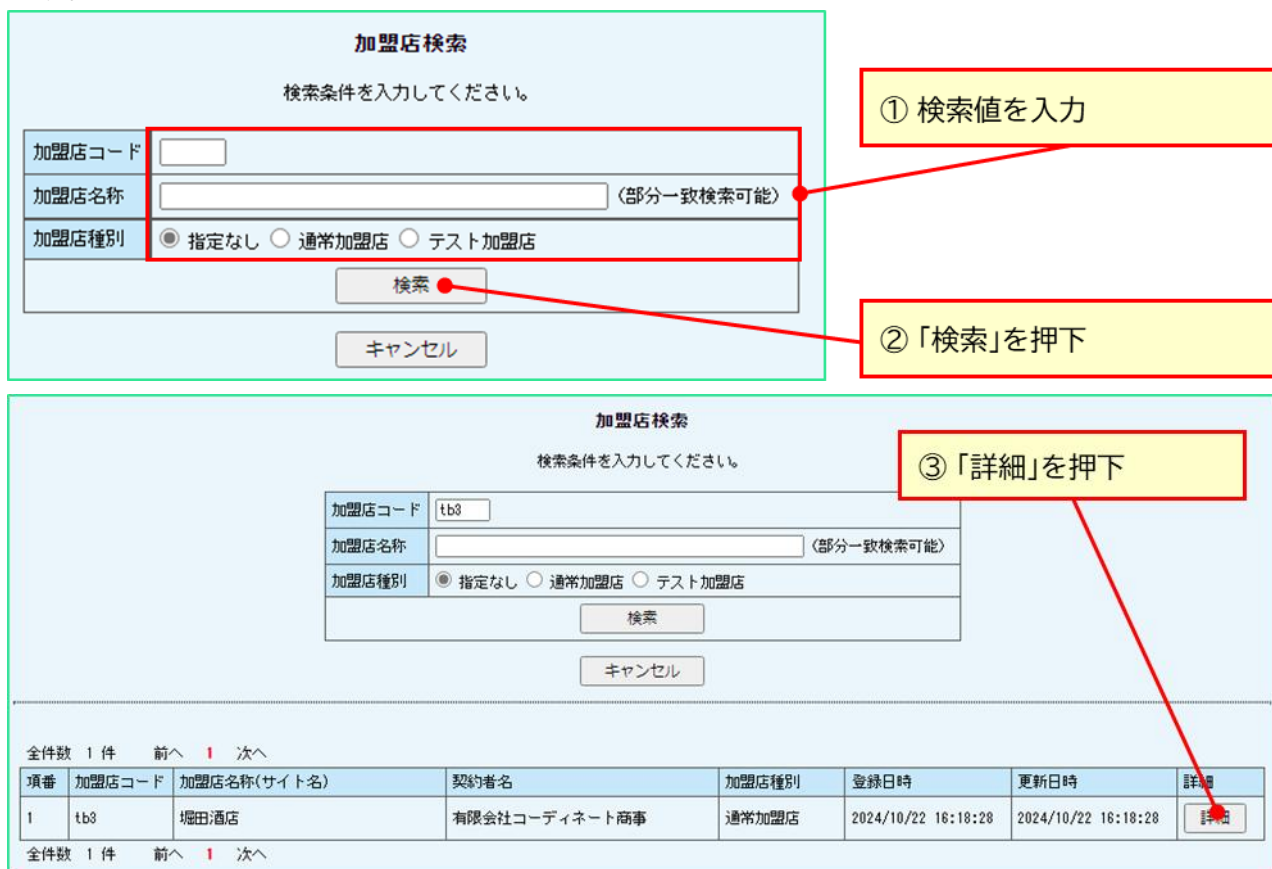 加盟店検索
検索条件を入力してください。
① 検索値を入力
加盟店コード
加盟店名称 (部分一致検索可能)
加盟店種別 指定なし 通常加盟店 テスト加盟店
検索
② 「検索」を押下
キャンセル
加盟店検索
③ 「詳細」を押下
検索条件を入力してください。
加盟店コード tb3
加盟店名称 (部分一致検索可能)
加盟店種別 指定なし 通常加盟店 テスト加盟店
検索
キャンセル
全件数 1 件 前へ 1 次へ
項番 加盟店コード 加盟店名称(サイト名) 契約者名 加盟店種別 登録日時 更新日時 詳細
1 tb3 堀田酒店 有限会社コーディネート商事 通常加盟店 2024/10/22 16:18:28 2024/10/22 16:18:28 詳細
全件数 1 件 前へ 1 次へ